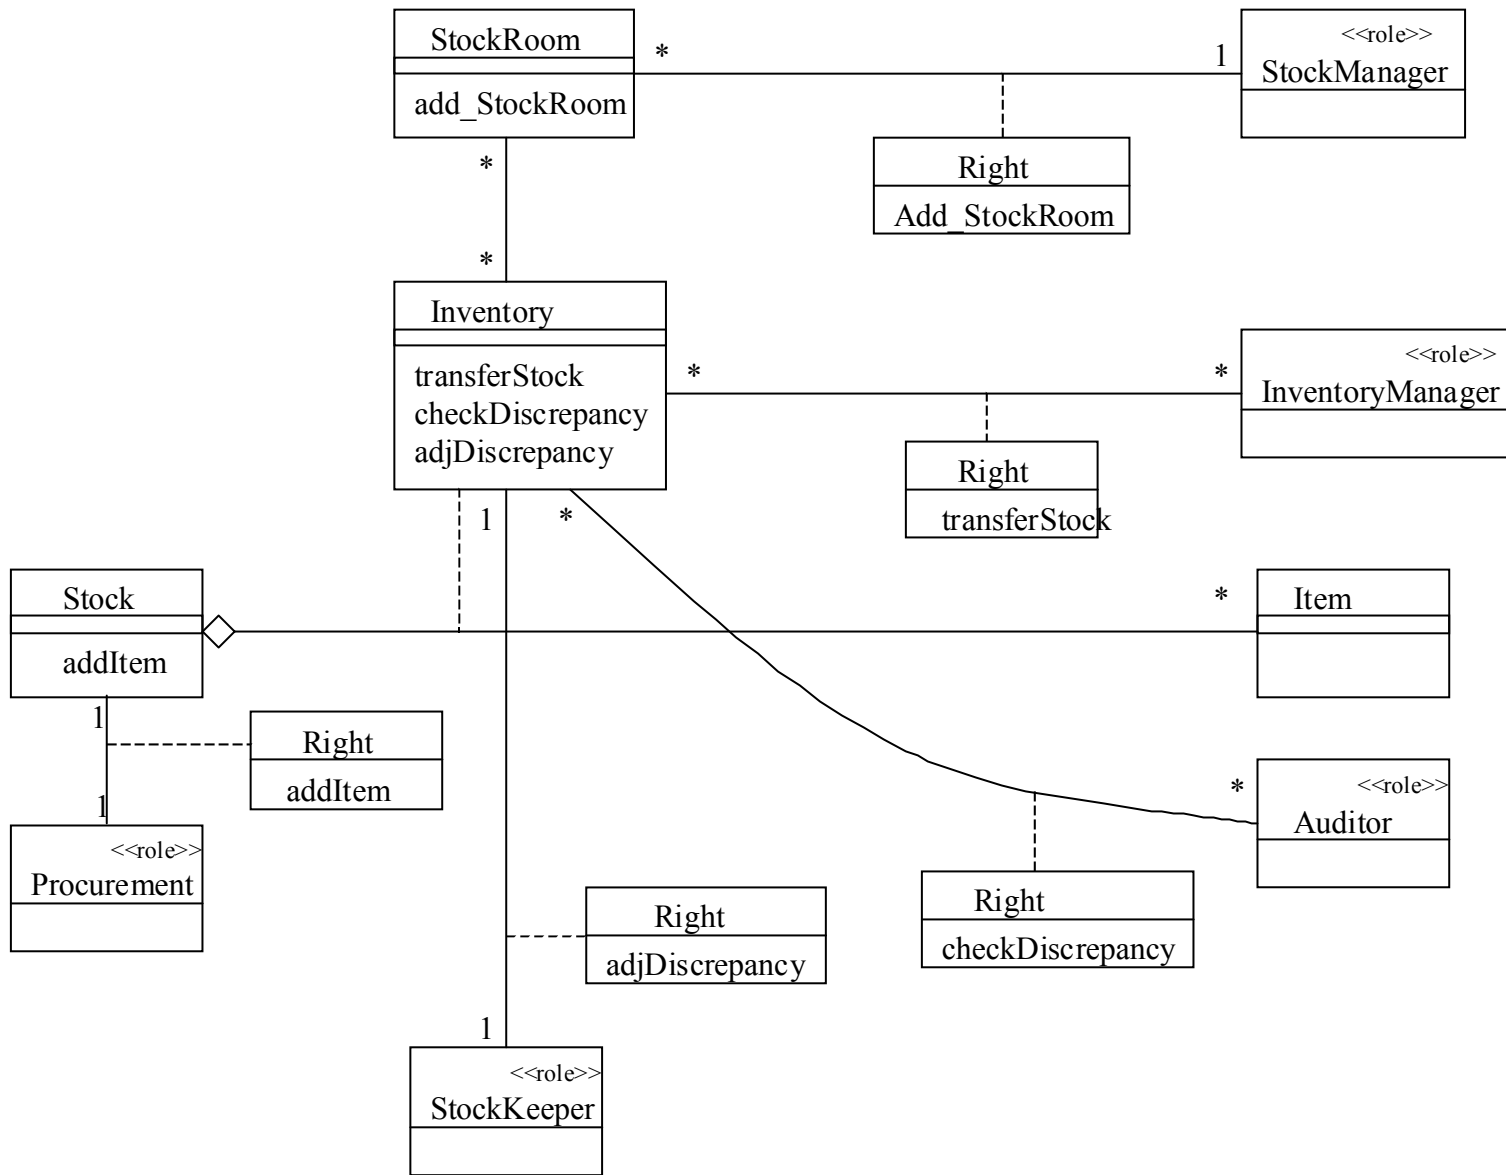 StockRoom
add_StockRoom
*
1
<<role>>
StockManager
Right
Add_StockRoom
*
*
Inventory
transferStock
checkDiscrepancy
adjDiscrepancy
*
*
<<role>>
InventoryManager
Right
transferStock
1
*
Stock
addItem
*
Item
1
Right
addItem
1
<<role>>
Procurement
*
<<role>>
Auditor
Right
checkDiscrepancy
Right
adjDiscrepancy
1
<<role>>
StockKeeper